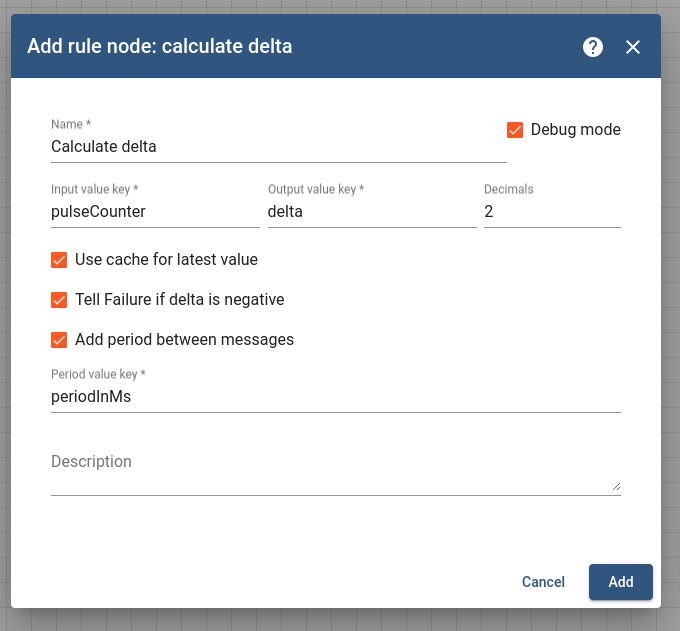 Add rule node: calculate delta
Name *
Calculate delta
Debug mode
Input value key *
Output value key *
Decimals
pulseCounter
delta
2
Use cache for latest value
Tell Failure if delta is negative
Add period between messages
Period value key *
periodInMs
Description
Cancel
Add